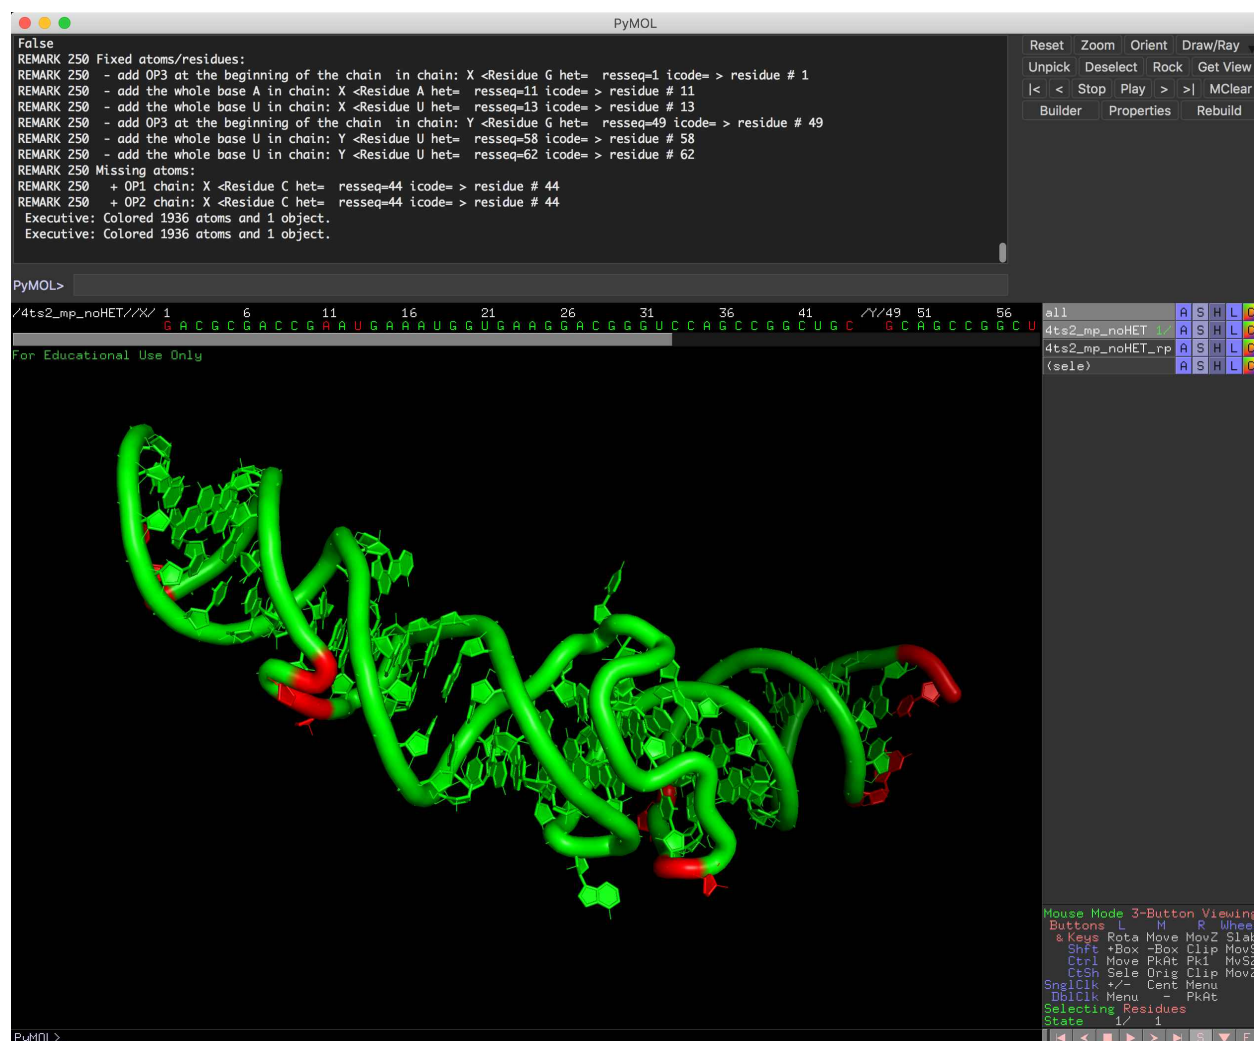 PyMOL
False
REMARK 250 Fixed atoms/residues:
REMARK 250  - add OP3 at the beginning of the chain  in chain: X <Residue G het=  resseq=1 icode= > residue # 1
REMARK 250  - add the whole base A in chain: X <Residue A het=  resseq=11 icode= > residue # 11
REMARK 250  - add the whole base U in chain: X <Residue U het=  resseq=13 icode= > residue # 13
REMARK 250  - add OP3 at the beginning of the chain  in chain: Y <Residue G het=  resseq=49 icode= > residue # 49
REMARK 250  - add the whole base U in chain: Y <Residue U het=  resseq=58 icode= > residue # 58
REMARK 250  - add the whole base U in chain: Y <Residue U het=  resseq=62 icode= > residue # 62
REMARK 250 Missing atoms:
REMARK 250   + OP1 chain: X <Residue C het=  resseq=44 icode= > residue # 44
REMARK 250   + OP2 chain: X <Residue C het=  resseq=44 icode= > residue # 44
Executive: Colored 1936 atoms and 1 object.
Executive: Colored 1936 atoms and 1 object.
Reset Zoom Orient Draw/Ray
Unpick Deselect Rock Get View
|< < Stop Play > >| MClear
Builder Properties Rebuild
PyMOL>
/4ts2_mp_noHET//X/ 1 6 11 16 21 26 31 36 41 /Y/49 51 56
G A C G C G A C C G A A U G A A A U G G U G A A G G A C G G G U C C A G C C G G C U G C G C A G C C G G C U
For Educational Use Only
all A S H L C
4ts2_mp_noHET 1/ A S H L C
4ts2_mp_noHET_rp A S H L C
(sele) A S H L C
Mouse Mode 3-Button Viewing
Buttons L M R Whee
& Keys Rota Move MovZ Slab
Shft +Box -Box Clip MovS
Ctrl Move PkAt Pk1 MvSZ
CtSh Sele Orig Clip MovZ
SnglClk +/- Cent Menu
DblClk Menu - PkAt
Selecting Residues
State 1/ 1
PyMOL>
S F